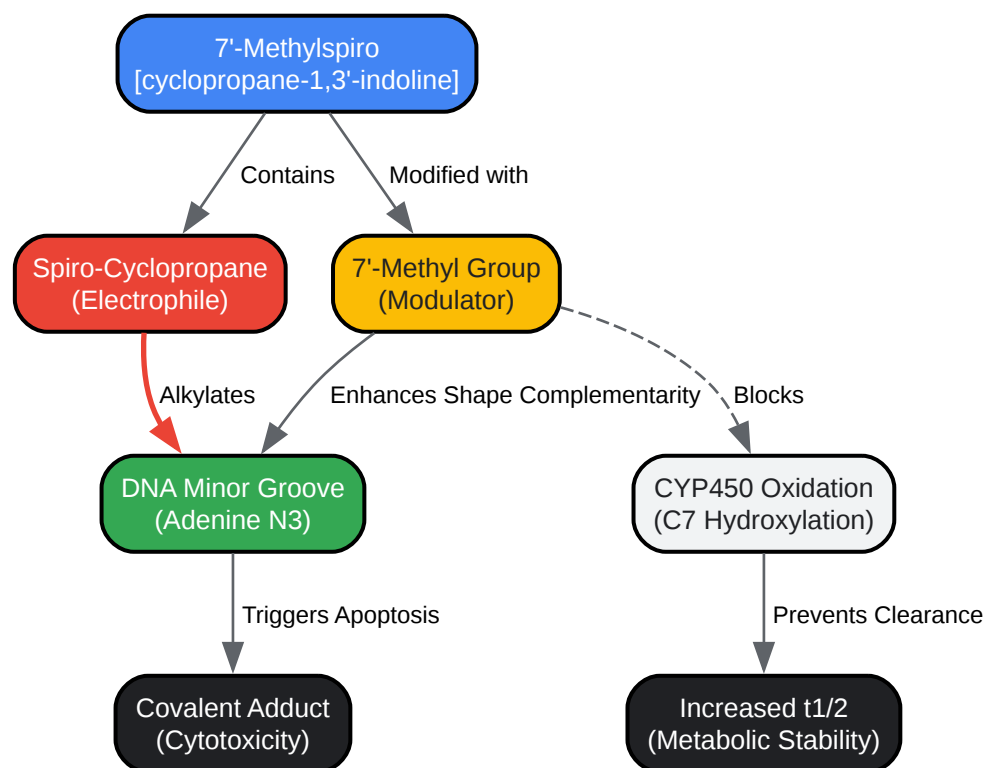 7'-Methylspiro
[cyclopropane-1,3'-indoline]
Contains
Modified with
Spiro-Cyclopropane
(Electrophile)
7'-Methyl Group
(Modulator)
Alkylates
Enhances Shape Complementarity
Blocks
DNA Minor Groove
(Adenine N3)
CYP450 Oxidation
(C7 Hydroxylation)
Triggers Apoptosis
Prevents Clearance
Covalent Adduct
(Cytotoxicity)
Increased t1/2
(Metabolic Stability)